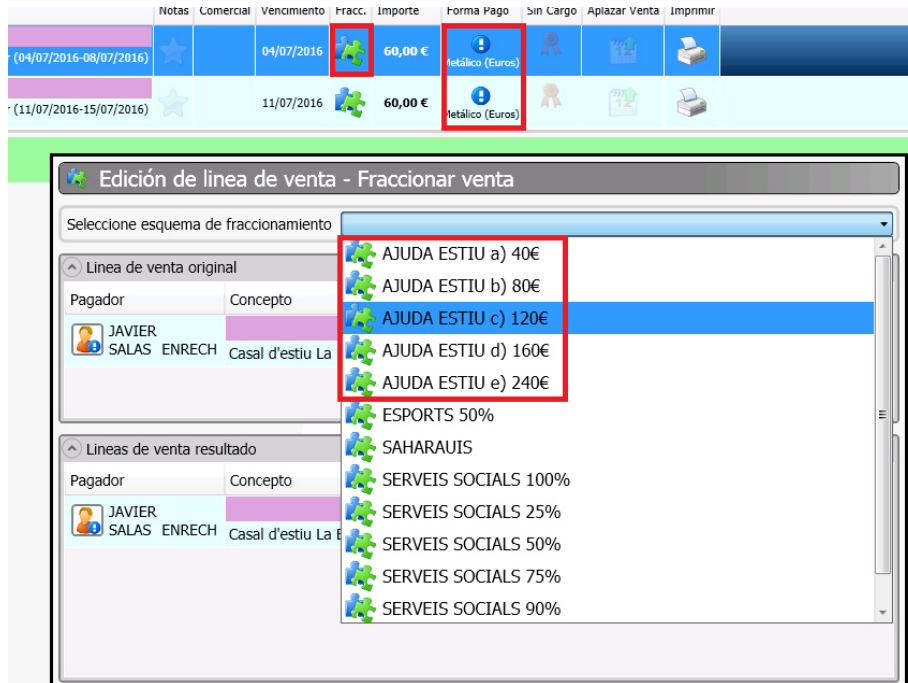 Notas Comercial Vencimiento Fracc. Importe Forma Pago Sin Cargo Aplazar Venta Imprimir
(04/07/2016-08/07/2016) 04/07/2016 60,00 € Metálico (Euros) 12
(11/07/2016-15/07/2016) 11/07/2016 60,00 € Metálico (Euros) 12
Edición de linea de venta - Fraccionar venta
Seleccione esquema de fraccionamiento
AJUDA ESTIU a) 40€
AJUDA ESTIU b) 80€
AJUDA ESTIU c) 120€
AJUDA ESTIU d) 160€
AJUDA ESTIU e) 240€
ESPORTS 50%
SAHARAUIS
SERVEIS SOCIALS 100%
SERVEIS SOCIALS 25%
SERVEIS SOCIALS 50%
SERVEIS SOCIALS 75%
SERVEIS SOCIALS 90%
Linea de venta original
Pagador Concepto
JAVIER
SALAS ENRECH Casal d'estiu La
Lineas de venta resultado
Pagador Concepto
JAVIER
SALAS ENRECH Casal d'estiu La